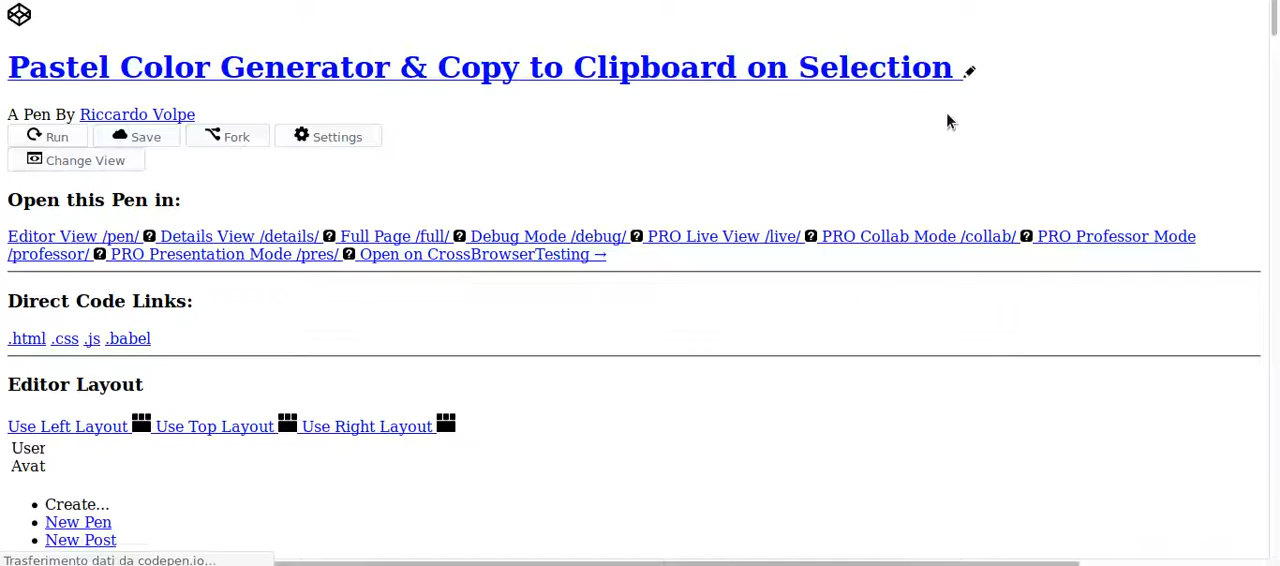 Pastel Color Generator & Copy to Clipboard on Selection
A Pen By Riccardo Volpe
Run Save Fork Settings
Change View
Open this Pen in:
Editor View /pen/ ? Details View /details/ ? Full Page /full/ ? Debug Mode /debug/ ? PRO Live View /live/ ? PRO Collab Mode /collab/ ? PRO Professor Mode
/professor/ ? PRO Presentation Mode /pres/ ? Open on CrossBrowserTesting →
Direct Code Links:
.html .css .js .babel
Editor Layout
Use Left Layout Use Top Layout Use Right Layout
User
Avat
• Create...
• New Pen
• New Post
Trasferimento dati da codepen.io...